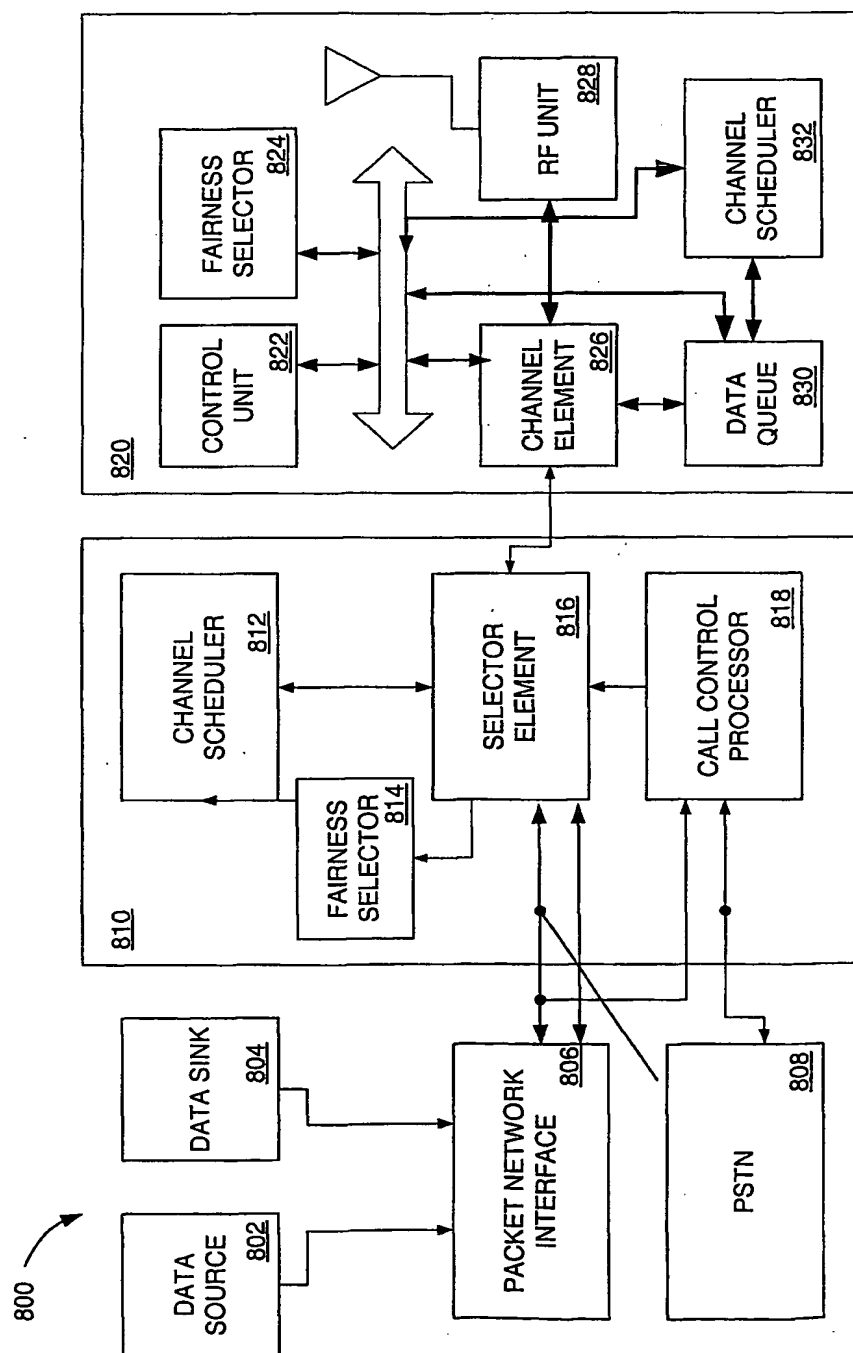 800
DATA
SOURCE
802
DATA SINK
804
PACKET NETWORK
INTERFACE
806
PSTN
808
810
CHANNEL
SCHEDULER
812
FAIRNESS
SELECTOR
814
SELECTOR
ELEMENT
816
CALL CONTROL
PROCESSOR
818
820
CONTROL
UNIT
822
FAIRNESS
SELECTOR
824
CHANNEL
ELEMENT
826
RF UNIT
828
DATA
QUEUE
830
CHANNEL
SCHEDULER
832